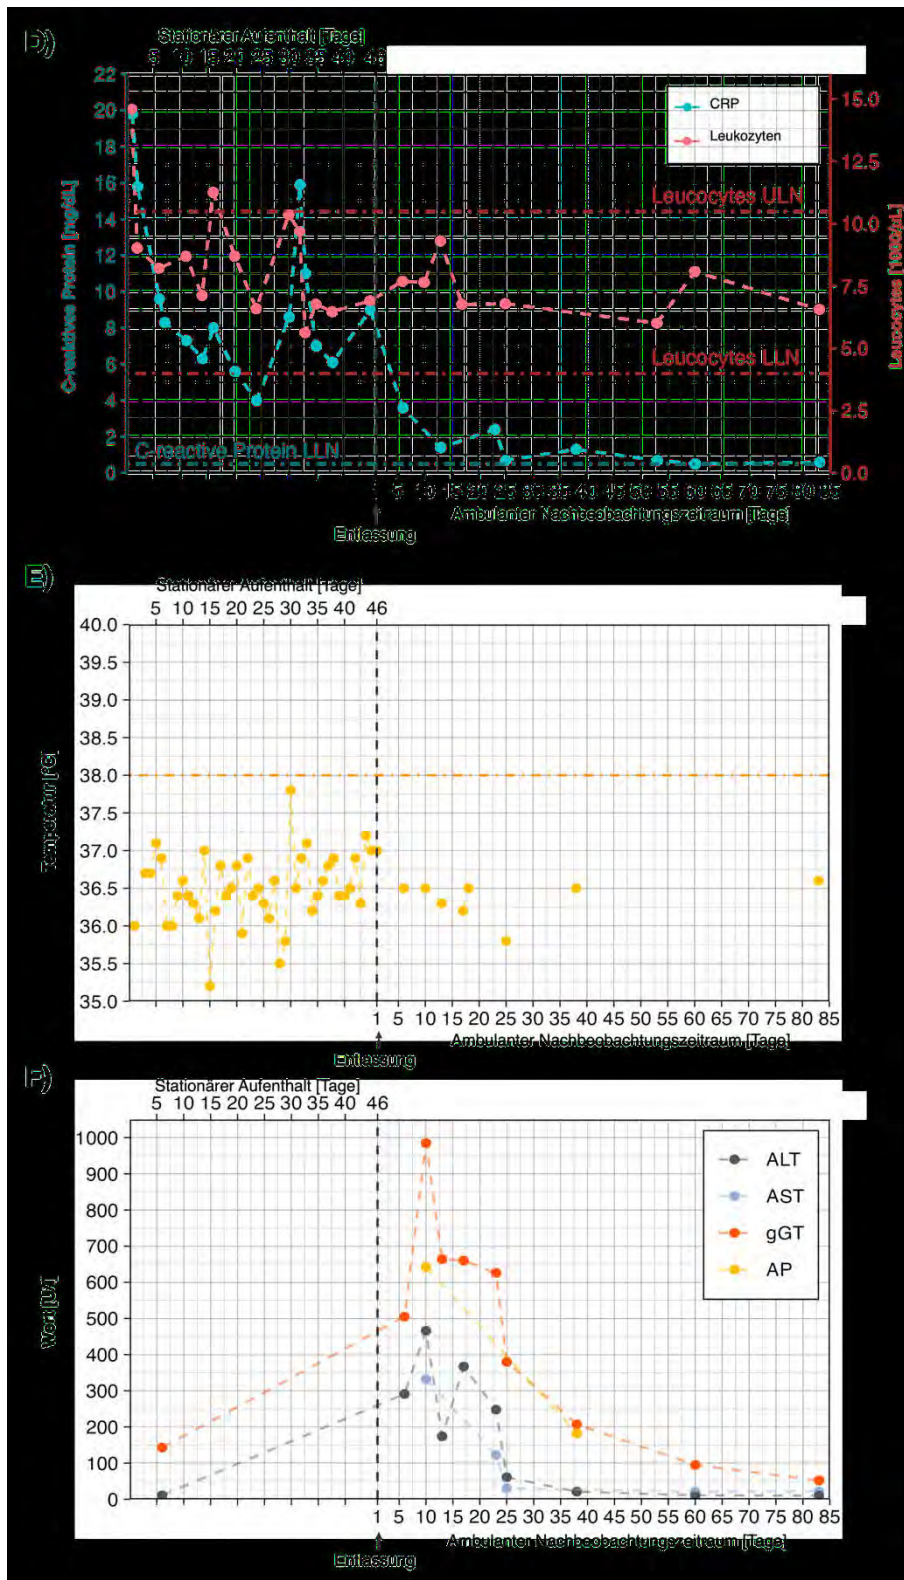 D)
Stationärer Aufenthalt [Tage]
5 10 15 20 25 30 35 40 46
22
20
18
16
14
12
10
8
6
4
2
0
C-reaktive Protein [mg/dL]
CRP
Leukozyten
Leucocytes ULN
Leucocytes LLN
C-reactive Protein LLN
15.0
12.5
10.0
7.5
5.0
2.5
0.0
Leucocytes [1000/µL]
1 5 10 15 20 25 30 35 40 45 50 55 60 65 70 75 80 85
Ambulanter Nachbeobachtungszeitraum [Tage]
Entlassung
E)
Stationärer Aufenthalt [Tage]
5 10 15 20 25 30 35 40 46
40.0
39.5
39.0
38.5
38.0
37.5
37.0
36.5
36.0
35.5
35.0
Temperatur [°C]
1 5 10 15 20 25 30 35 40 45 50 55 60 65 70 75 80 85
Ambulanter Nachbeobachtungszeitraum [Tage]
Entlassung
F)
Stationärer Aufenthalt [Tage]
5 10 15 20 25 30 35 40 46
1000
900
800
700
600
500
400
300
200
100
0
Wert [U/l]
ALT
AST
gGT
AP
1 5 10 15 20 25 30 35 40 45 50 55 60 65 70 75 80 85
Ambulanter Nachbeobachtungszeitraum [Tage]
Entlassung